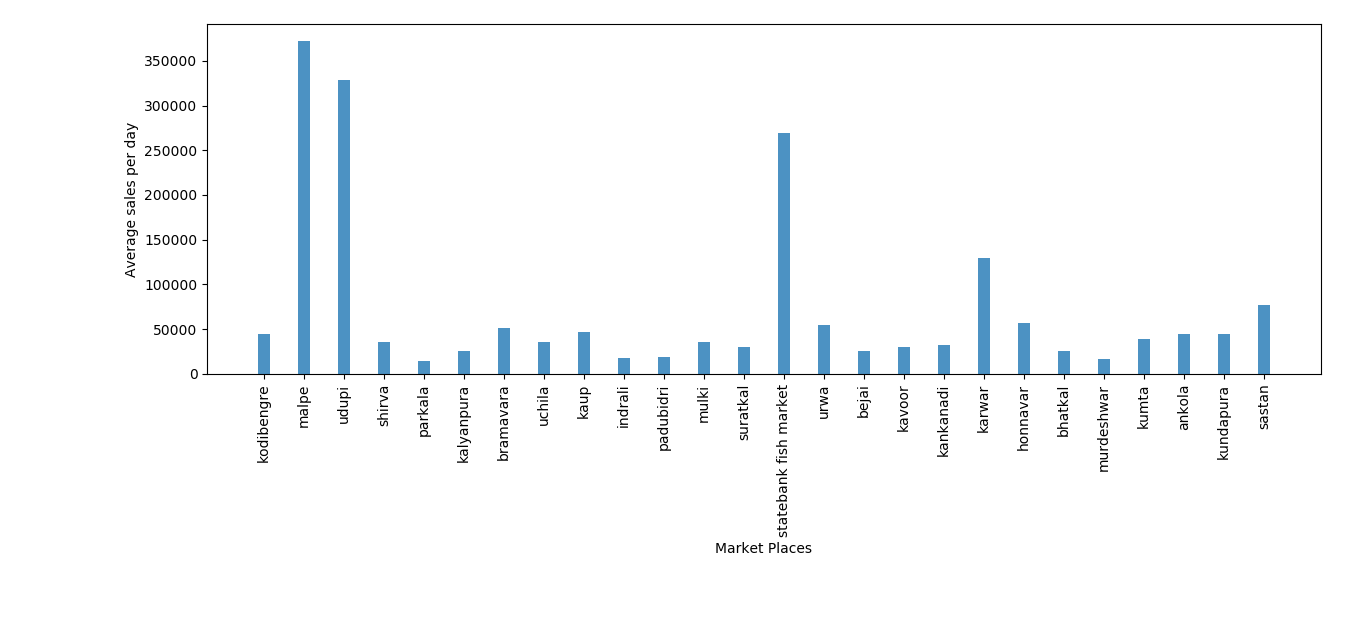 350000
300000
250000
200000
150000
100000
50000
0
Average sales per day
kodibengre
malpe
udupi
shirva
parkala
kalyanpura
bramavara
uchila
kaup
indrali
padubidri
mulki
suratkal
statebank fish market
urwa
bejai
kavoor
kankanadi
karwar
honnavar
bhatkal
murdeshwar
kumta
ankola
kundapura
sastan
Market Places